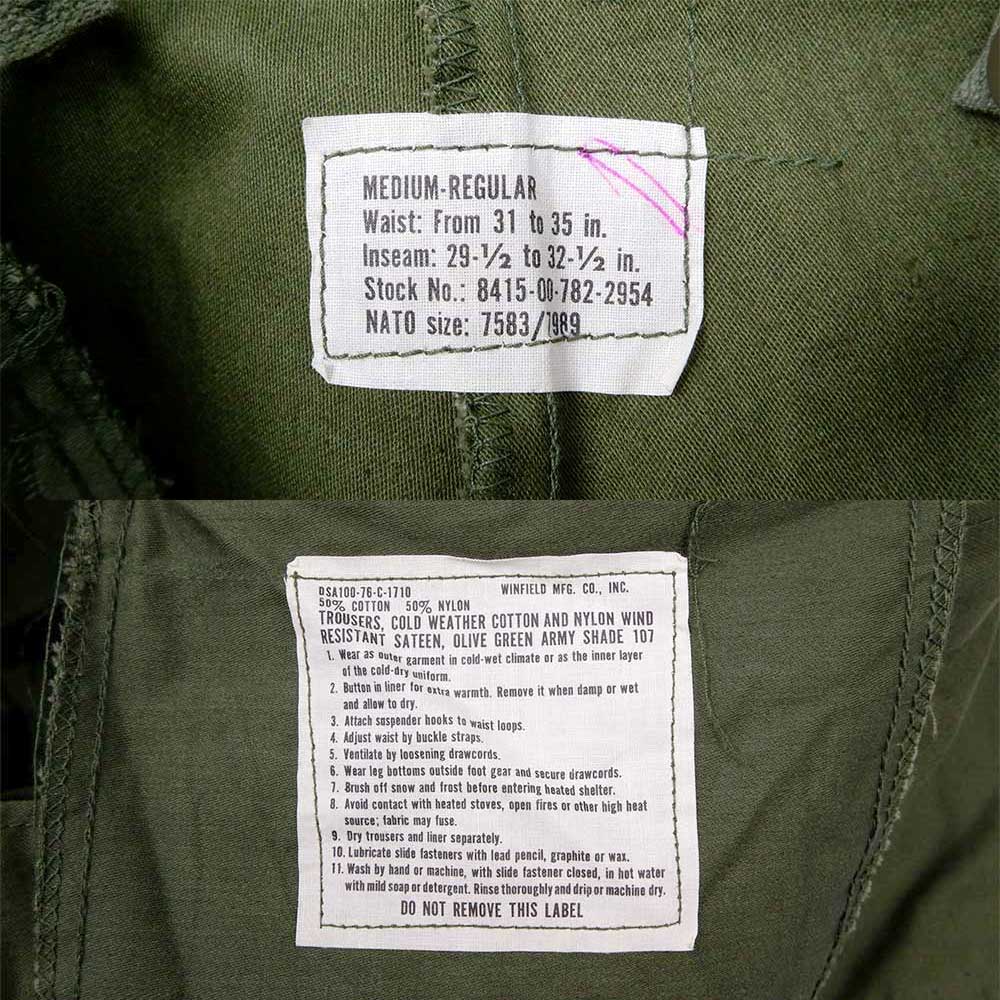 MEDIUM-REGULAR
Waist: From 31 to 35 in.
Inseam: 29-½ to 32-½ in.
Stock No.: 8415-00-782-2954
NATO size: 7583/7989
DSA100-76-C-1710 WINFIELD MFG. CO., INC.
50% COTTON 50% NYLON
TROUSERS, COLD WEATHER COTTON AND NYLON WIND
RESISTANT SATEEN, OLIVE GREEN ARMY SHADE 107
1. Wear as outer garment in cold-wet climate or as the inner layer
of the cold-dry uniform.
2. Button in liner for extra warmth. Remove it when damp or wet
and allow to dry.
3. Attach suspender hooks to waist loops.
4. Adjust waist by buckle straps.
5. Ventilate by loosening drawcords.
6. Wear leg bottoms outside foot gear and secure drawcords.
7. Brush off snow and frost before entering heated shelter.
8. Avoid contact with heated stoves, open fires or other high heat
source; fabric may fuse.
9. Dry trousers and liner separately.
10. Lubricate slide fasteners with lead pencil, graphite or wax.
11. Wash by hand or machine, with slide fastener closed, in hot water
with mild soap or detergent. Rinse thoroughly and drip or machine dry.
DO NOT REMOVE THIS LABEL